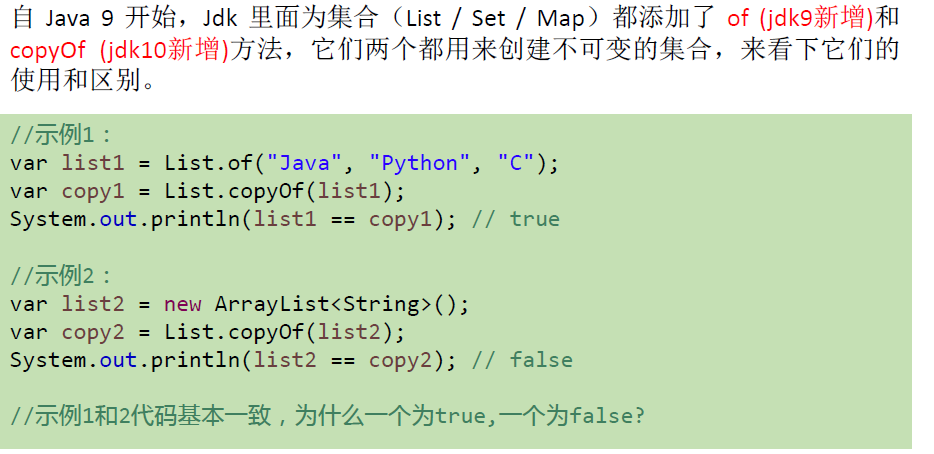 自 Java 9 开始，Jdk 里面为集合（List / Set / Map）都添加了 of (jdk9新增)和
copyOf (jdk10新增)方法，它们两个都用来创建不可变的集合，来看下它们的
使用和区别。
//示例1：
var list1 = List.of("Java", "Python", "C");
var copy1 = List.copyOf(list1);
System.out.println(list1 == copy1); // true
//示例2：
var list2 = new ArrayList<String>();
var copy2 = List.copyOf(list2);
System.out.println(list2 == copy2); // false
//示例1和2代码基本一致，为什么一个为true,一个为false?